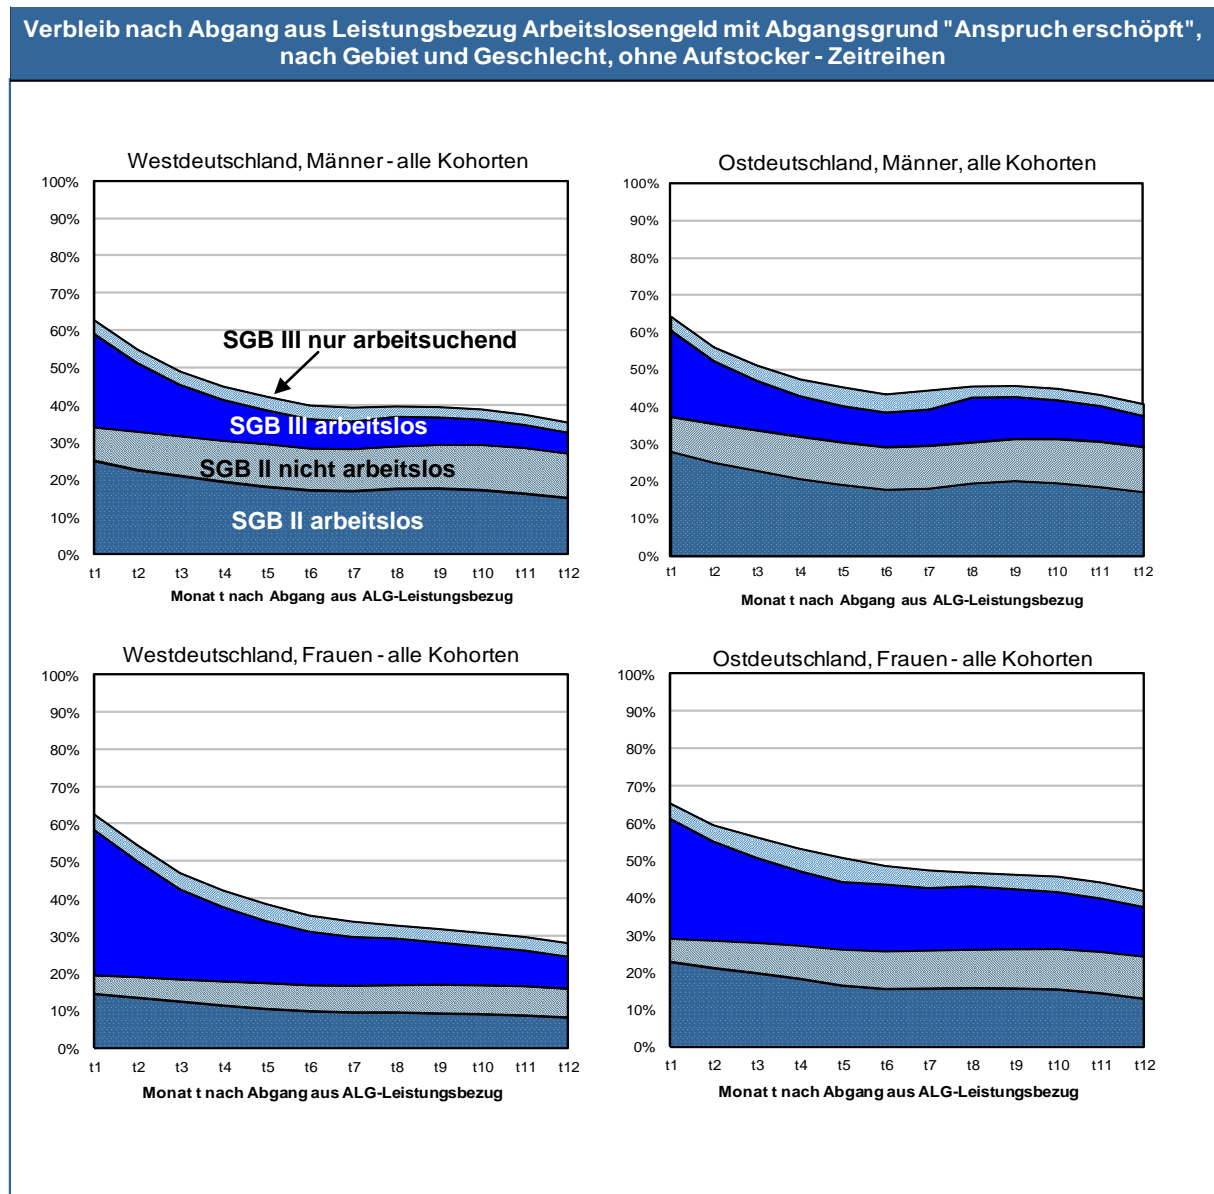 Verbleib nach Abgang aus Leistungsbezug Arbeitslosengeld mit Abgangsgrund "Anspruch erschöpft",
nach Gebiet und Geschlecht, ohne Aufstocker - Zeitreihen
Westdeutschland, Männer - alle Kohorten
100%
90%
80%
70%
60%
50%
40%
30%
20%
10%
0%
SGB III nur arbeitsuchend
SGB III arbeitslos
SGB II nicht arbeitslos
SGB II arbeitslos
t1 t2 t3 t4 t5 t6 t7 t8 t9 t10 t11 t12
Monat t nach Abgang aus ALG-Leistungsbezug
Ostdeutschland, Männer, alle Kohorten
100%
90%
80%
70%
60%
50%
40%
30%
20%
10%
0%
t1 t2 t3 t4 t5 t6 t7 t8 t9 t10 t11 t12
Monat t nach Abgang aus ALG-Leistungsbezug
Westdeutschland, Frauen - alle Kohorten
100%
90%
80%
70%
60%
50%
40%
30%
20%
10%
0%
t1 t2 t3 t4 t5 t6 t7 t8 t9 t10 t11 t12
Monat t nach Abgang aus ALG-Leistungsbezug
Ostdeutschland, Frauen - alle Kohorten
100%
90%
80%
70%
60%
50%
40%
30%
20%
10%
0%
t1 t2 t3 t4 t5 t6 t7 t8 t9 t10 t11 t12
Monat t nach Abgang aus ALG-Leistungsbezug